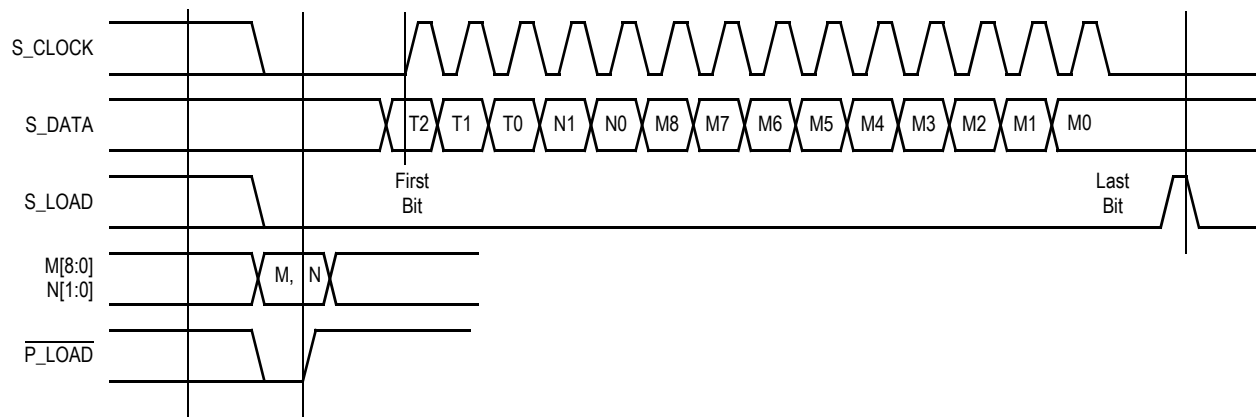 S_CLOCK
S_DATA
T2 T1 T0 N1 N0 M8 M7 M6 M5 M4 M3 M2 M1 M0
First
Bit
Last
Bit
S_LOAD
M[8:0]
N[1:0]
M, N
P_LOAD